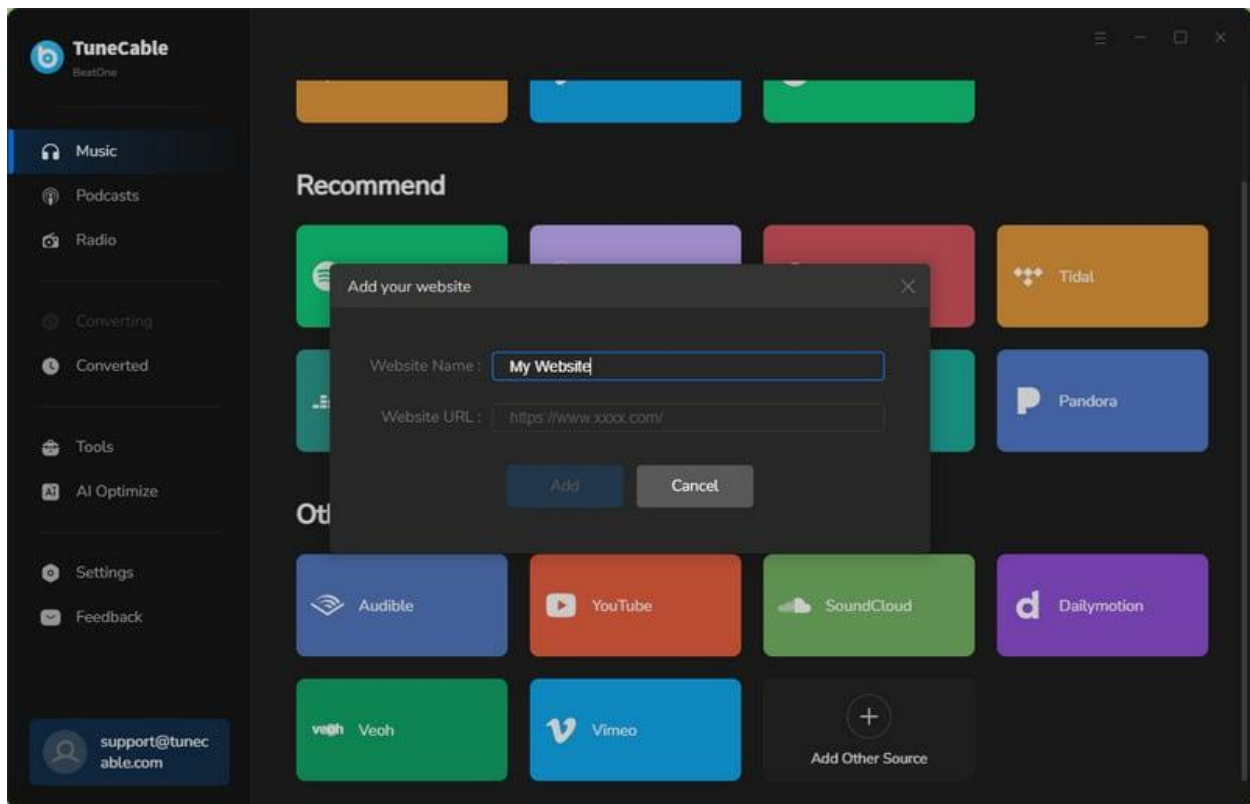 TuneCable
BeatOne
Music
Podcasts
Radio
Converting
Converted
Tools
AI Optimize
Settings
Feedback
support@tunec
able.com
Recommend
Tidal
Pandora
Add your website
Website Name :
My Website
Website URL :
https://www.xxxx.com/
Add
Cancel
Ot
Audible
YouTube
SoundCloud
Dailymotion
veoh
Veoh
Vimeo
Add Other Source